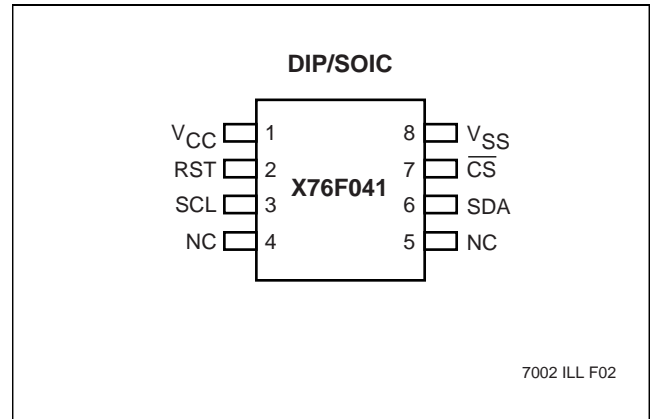 DIP/SOIC
VCC 1 8 VSS
RST 2 7 C̅S̅
X76F041
SCL 3 6 SDA
NC 4 5 NC
7002 ILL F02